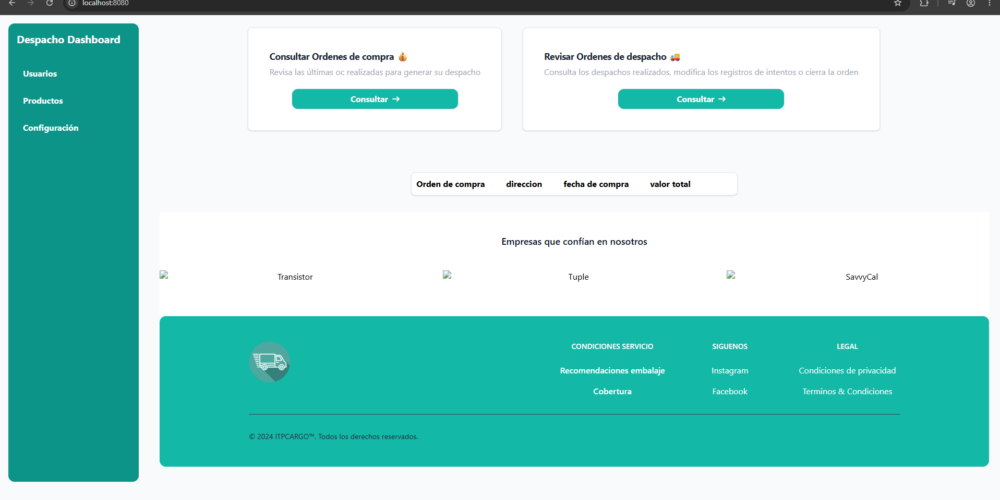 localhost:8080
Despacho Dashboard
Usuarios
Productos
Configuración
Consultar Ordenes de compra 💰
Revisa las últimas oc realizadas para generar su despacho
Consultar →
Revisar Ordenes de despacho 🚚
Consulta los despachos realizados, modifica los registros de intentos o cierra la orden
Consultar →
Orden de compra direccion fecha de compra valor total
Empresas que confían en nosotros
Transistor Tuple SavvyCal
CONDICIONES SERVICIO
Recomendaciones embalaje
Cobertura
SIGUENOS
Instagram
Facebook
LEGAL
Condiciones de privacidad
Terminos & Condiciones
© 2024 ITPCARGO™. Todos los derechos reservados.